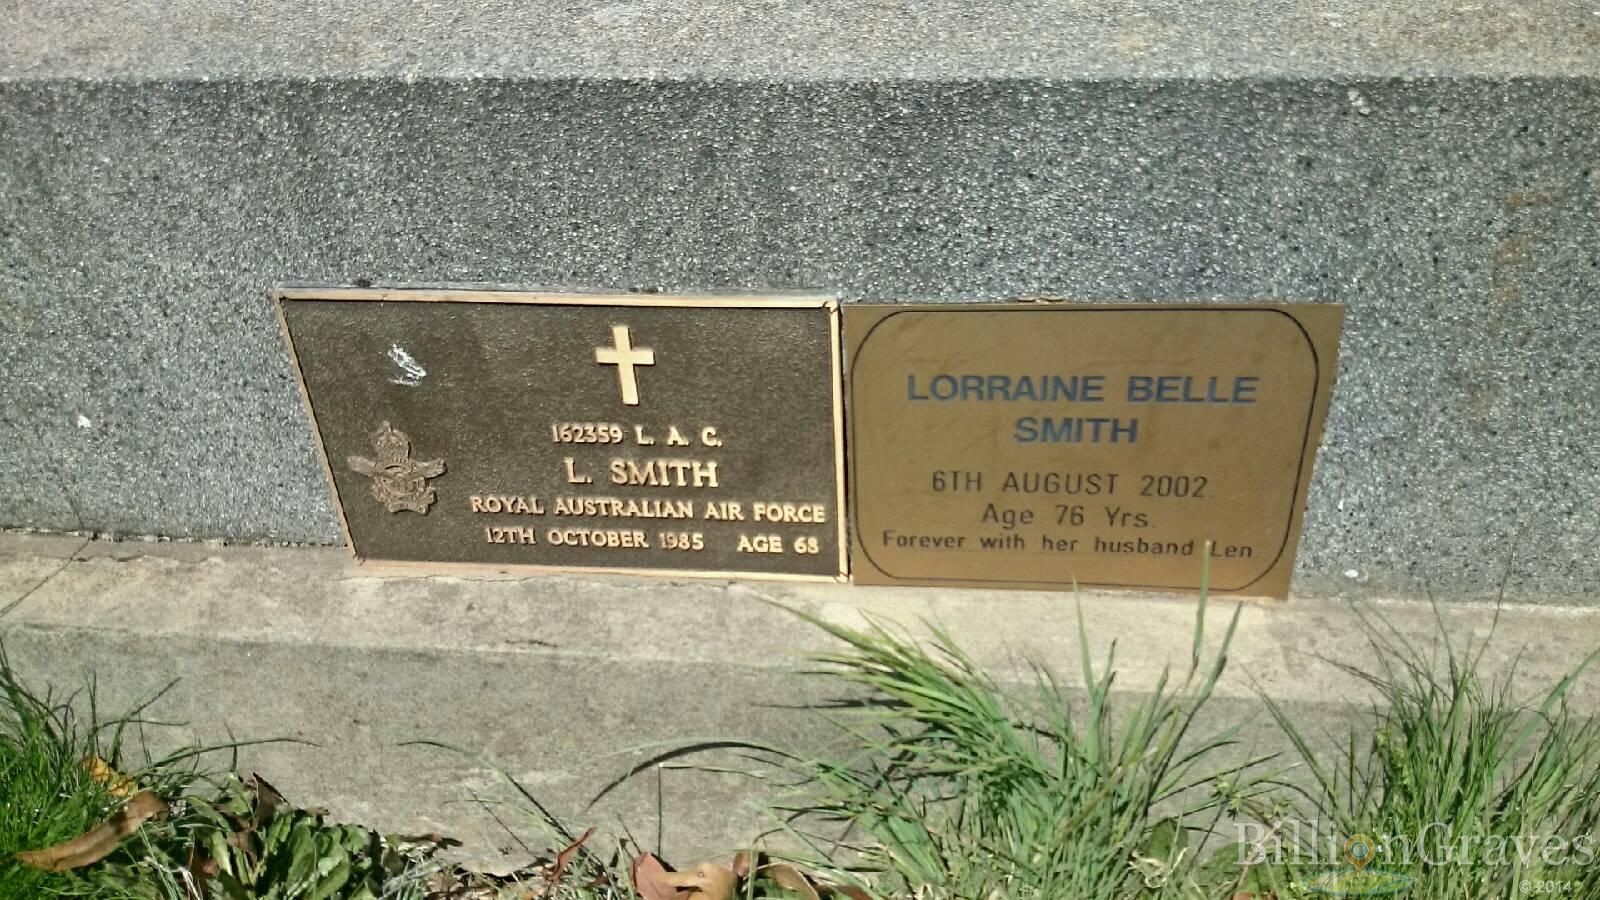 162359 L. A. C.
L. SMITH
ROYAL AUSTRALIAN AIR FORCE
12TH OCTOBER 1985 AGE 68
LORRAINE BELLE
SMITH
6TH AUGUST 2002.
Age 76 Yrs.
Forever with her husband Len.
BillionGraves
© 2014